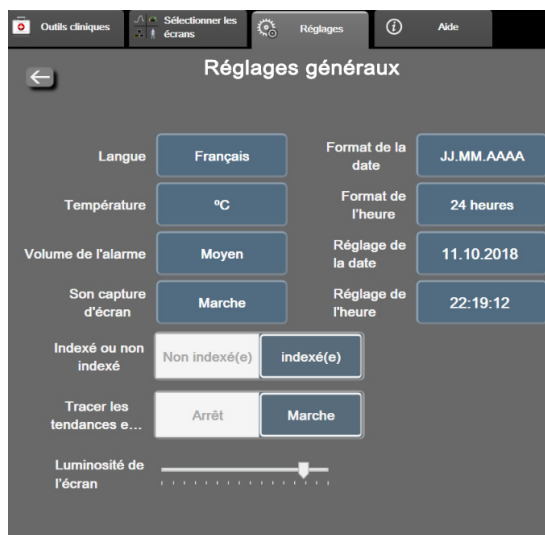 Outils cliniques
Sélectionner les
écrans
Réglages
Aide
Réglages généraux
Langue
Français
Format de la
date
JJ.MM.AAAA
Température
ºC
Format de
l'heure
24 heures
Volume de l'alarme
Moyen
Réglage de
la date
11.10.2018
Son capture
d'écran
Marche
Réglage de
l'heure
22:19:12
Indexé ou non
indexé
Non indexé(e)
indexé(e)
Tracer les
tendances e...
Arrêt
Marche
Luminosité de
l'écran